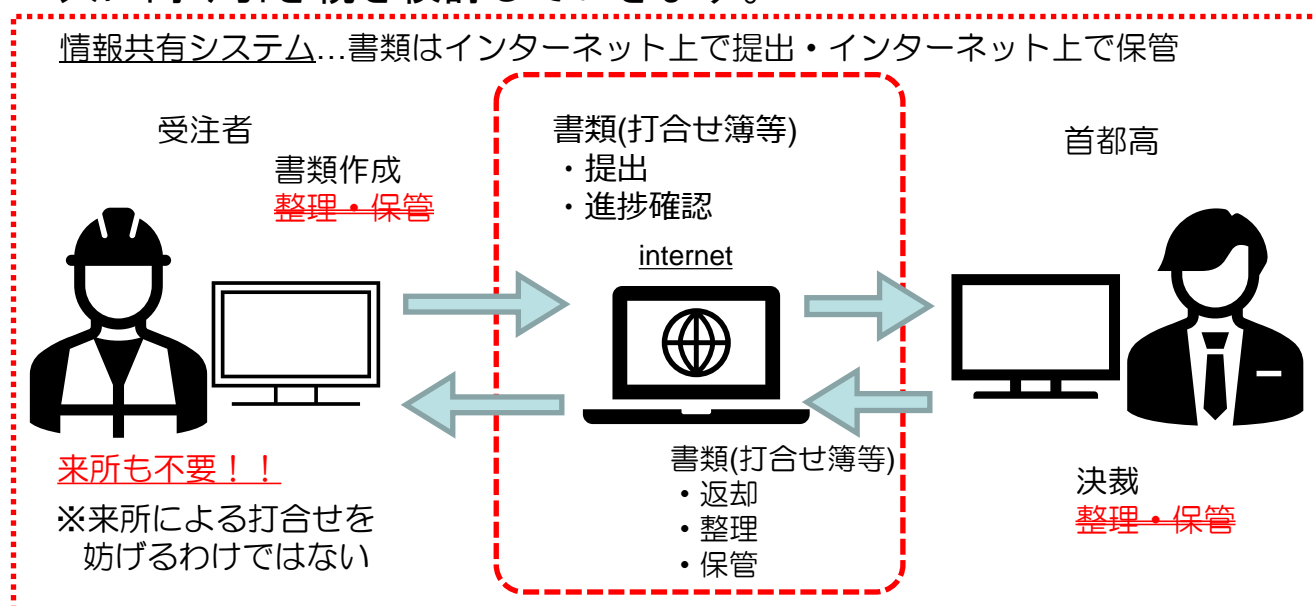 情報共有システム…書類はインターネット上で提出・インターネット上で保管
受注者
書類作成
整理・保管
書類(打合せ簿等)
・提出
・進捗確認
internet
首都高
来所も不要！！
※来所による打合せを
妨げるわけではない
書類(打合せ簿等)
・返却
・整理
・保管
決裁
整理・保管